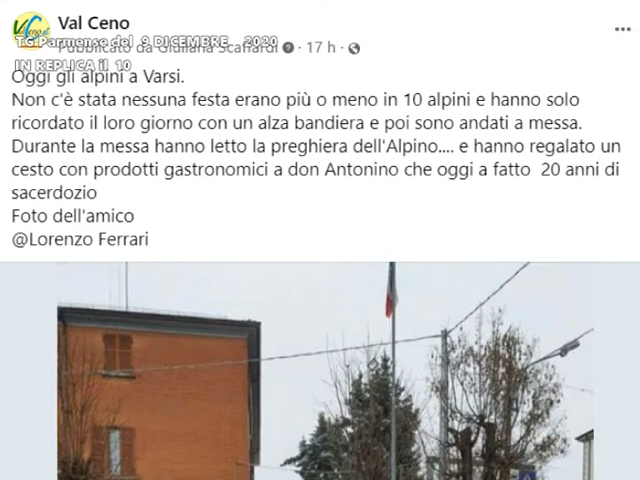 Val Ceno
TG Parmense del 9 DICEMBRE 2020
Pubblicato da Giuliana Scaffardi · 17 h ·
IN REPLICA il 10
Oggi gli alpini a Varsi.
Non c'è stata nessuna festa erano più o meno in 10 alpini e hanno solo
ricordato il loro giorno con un alza bandiera e poi sono andati a messa.
Durante la messa hanno letto la preghiera dell'Alpino.... e hanno regalato un
cesto con prodotti gastronomici a don Antonino che oggi a fatto 20 anni di
sacerdozio
Foto dell'amico
@Lorenzo Ferrari